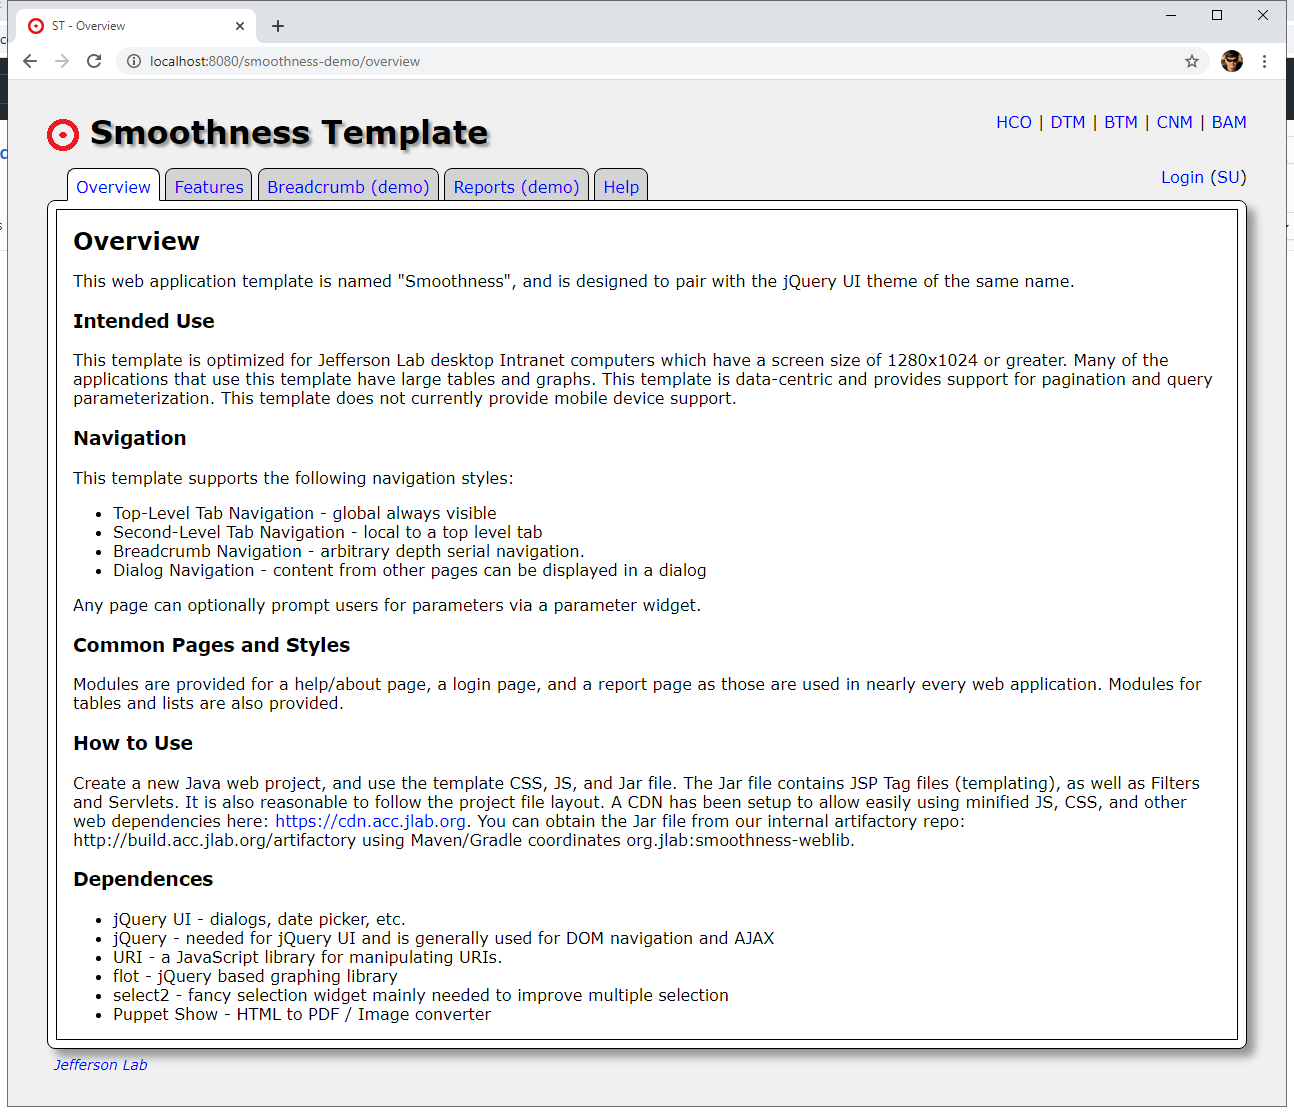 ST - Overview
localhost:8080/smoothness-demo/overview
Smoothness Template
HCO | DTM | BTM | CNM | BAM
Login (SU)
Overview
Features
Breadcrumb (demo)
Reports (demo)
Help
Overview
This web application template is named "Smoothness", and is designed to pair with the jQuery UI theme of the same name.
Intended Use
This template is optimized for Jefferson Lab desktop Intranet computers which have a screen size of 1280x1024 or greater. Many of the
applications that use this template have large tables and graphs. This template is data-centric and provides support for pagination and query
parameterization. This template does not currently provide mobile device support.
Navigation
This template supports the following navigation styles:
• Top-Level Tab Navigation - global always visible
• Second-Level Tab Navigation - local to a top level tab
• Breadcrumb Navigation - arbitrary depth serial navigation.
• Dialog Navigation - content from other pages can be displayed in a dialog
Any page can optionally prompt users for parameters via a parameter widget.
Common Pages and Styles
Modules are provided for a help/about page, a login page, and a report page as those are used in nearly every web application. Modules for
tables and lists are also provided.
How to Use
Create a new Java web project, and use the template CSS, JS, and Jar file. The Jar file contains JSP Tag files (templating), as well as Filters
and Servlets. It is also reasonable to follow the project file layout. A CDN has been setup to allow easily using minified JS, CSS, and other
web dependencies here: https://cdn.acc.jlab.org. You can obtain the Jar file from our internal artifactory repo:
http://build.acc.jlab.org/artifactory using Maven/Gradle coordinates org.jlab:smoothness-weblib.
Dependences
• jQuery UI - dialogs, date picker, etc.
• jQuery - needed for jQuery UI and is generally used for DOM navigation and AJAX
• URI - a JavaScript library for manipulating URIs.
• flot - jQuery based graphing library
• select2 - fancy selection widget mainly needed to improve multiple selection
• Puppet Show - HTML to PDF / Image converter
Jefferson Lab